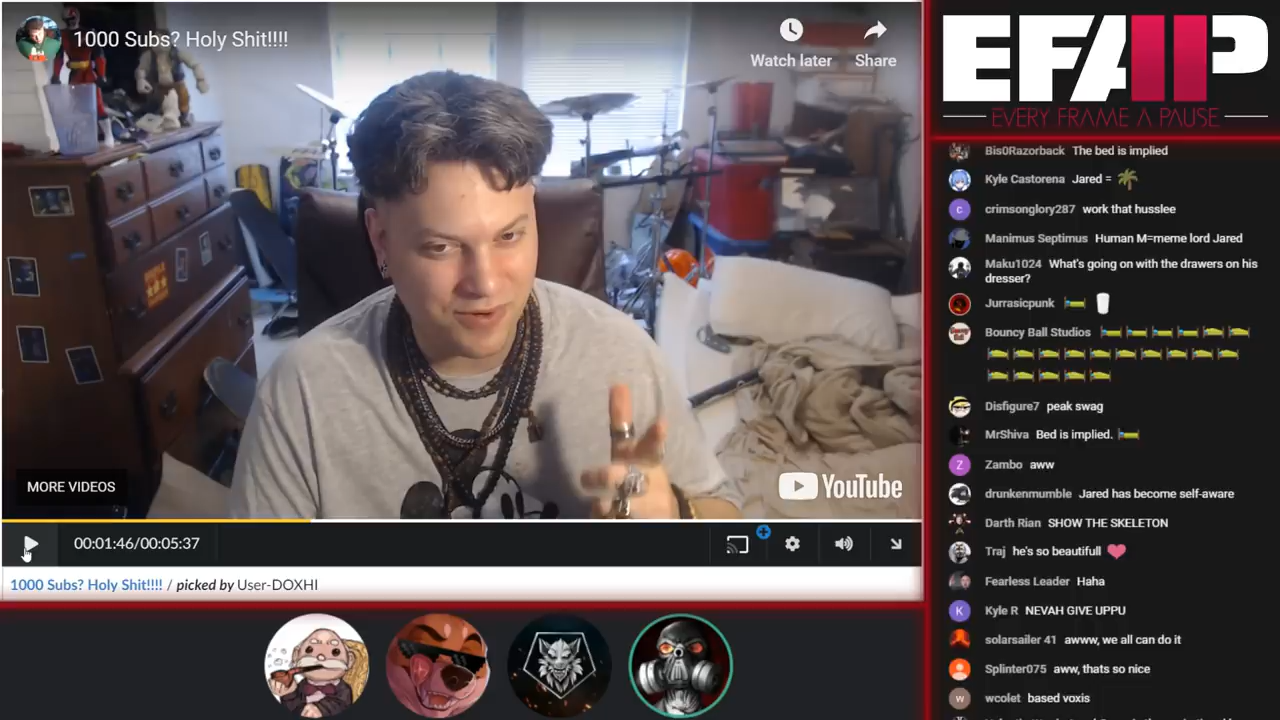 1000 Subs? Holy Shit!!!!
Watch later
Share
MORE VIDEOS
YouTube
00:01:46/00:05:37
1000 Subs? Holy Shit!!!! / picked by User-DOXHI
EFAP
EVERY FRAME A PAUSE
Bis0Razorback The bed is implied
Kyle Castorena Jared =
C crimsonglory287 work that husslee
Manimus Septimus Human M=meme lord Jared
Maku1024 What's going on with the drawers on his
dresser?
Jurrasicpunk
Bouncy Ball Studios
Disfigure7 peak swag
MrShiva Bed is implied.
Z Zambo aww
drunkenmumble Jared has become self-aware
Darth Rian SHOW THE SKELETON
Traj he's so beautifull
Fearless Leader Haha
K Kyle R NEVAH GIVE UPPU
solarsailer 41 awww, we all can do it
Splinter075 aww, thats so nice
w wcolet based voxis